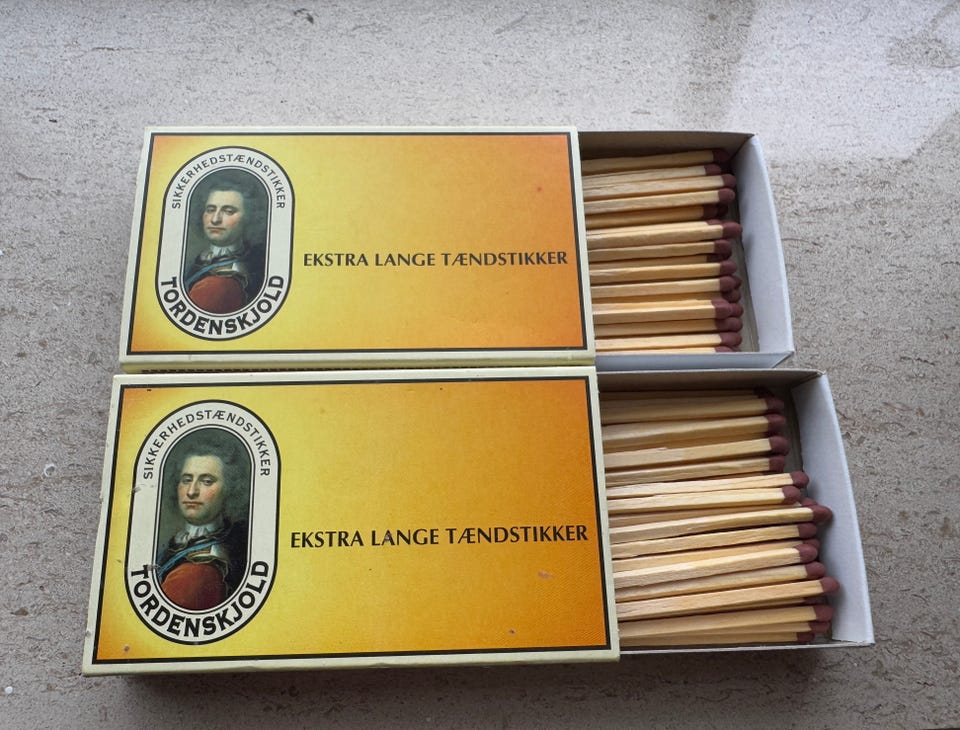 SIKKERHEDSTÆNDSTIKKER
TORDENSKJOLD
EKSTRA LANGE TÆNDSTIKKER
SIKKERHEDSTÆNDSTIKKER
TORDENSKJOLD
EKSTRA LANGE TÆNDSTIKKER